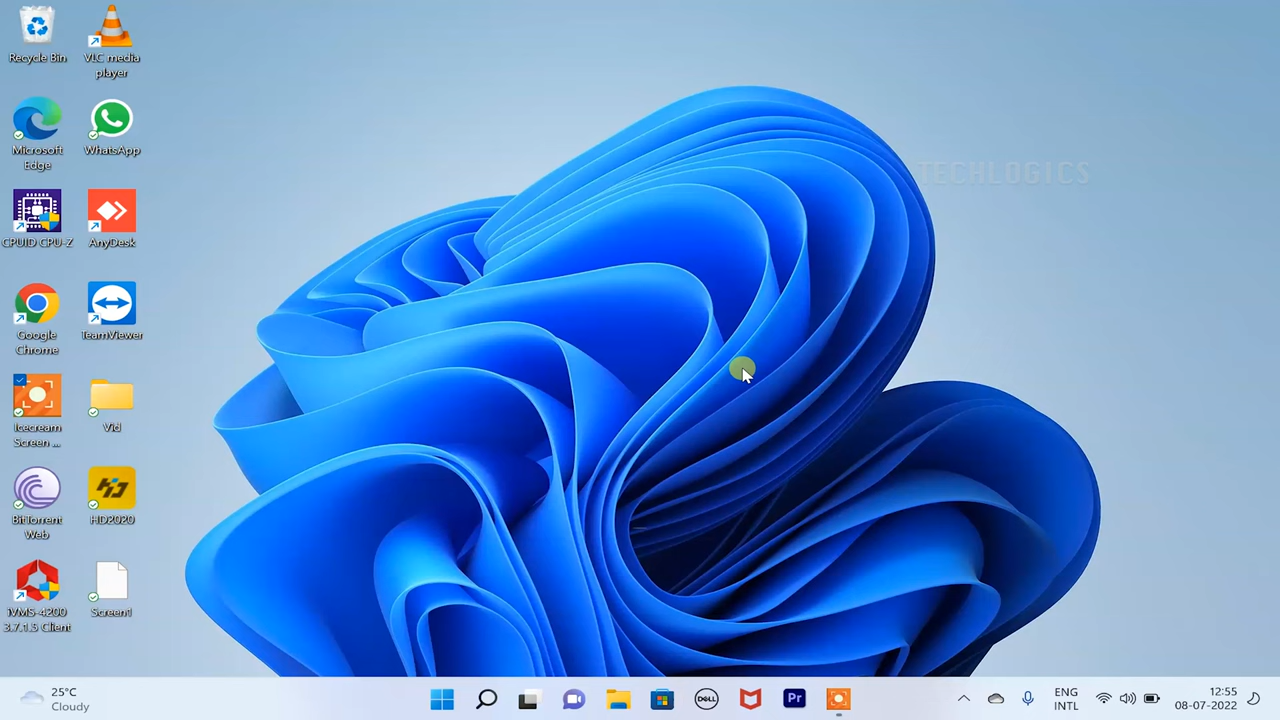 Recycle Bin
VLC media
player
Microsoft
Edge
WhatsApp
CPUID CPU-Z
AnyDesk
Google
Chrome
TeamViewer
Icecream
Screen ...
Vid
BitTorrent
Web
HD2020
iVMS-4200
3.7.1.5 Client
Screen1
TECHLOGICS
25°C
Cloudy
DELL
Pr
ENG
INTL
12:55
08-07-2022